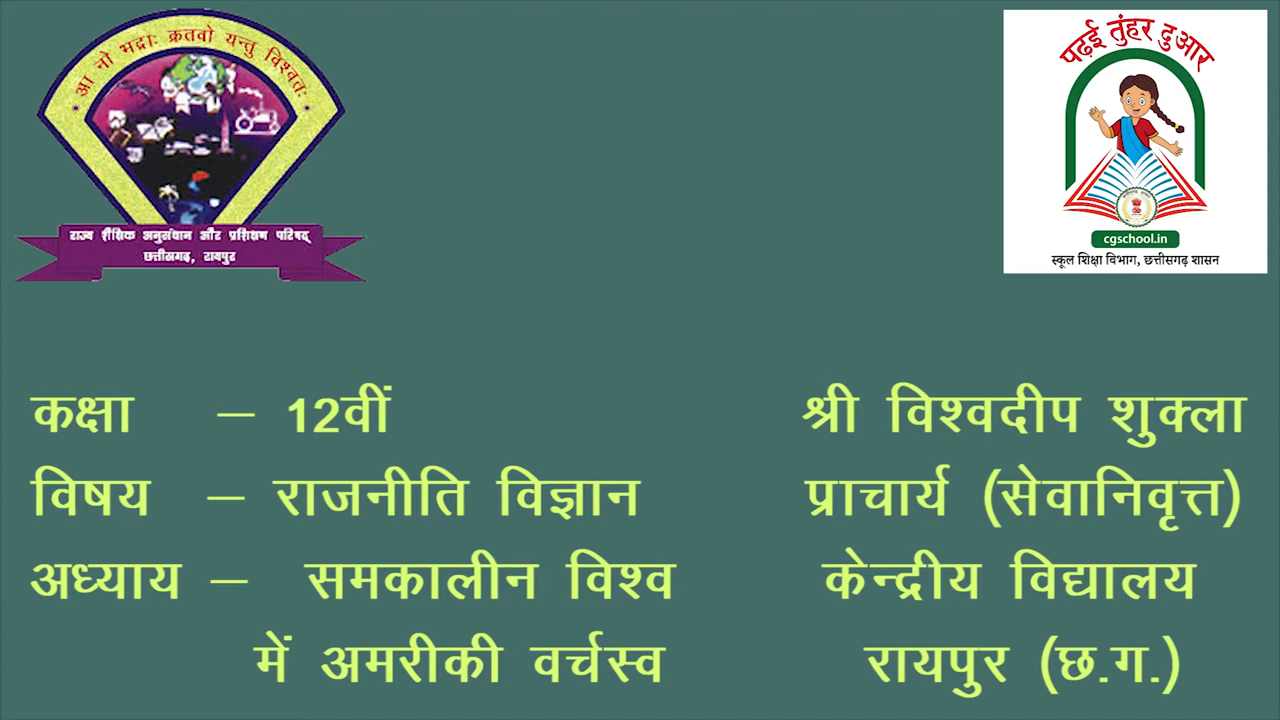 आ नो भद्राः क्रतवो यन्तु विश्वतः
राज्य शैक्षिक अनुसंधान और प्रशिक्षण परिषद्
छत्तीसगढ़, रायपुर
पढ़ई तुंहर दुआर
cgschool.in
स्कूल शिक्षा विभाग, छत्तीसगढ़ शासन
कक्षा – 12वीं
विषय – राजनीति विज्ञान
अध्याय – समकालीन विश्व
में अमरीकी वर्चस्व
श्री विश्वदीप शुक्ला
प्राचार्य (सेवानिवृत्त)
केन्द्रीय विद्यालय
रायपुर (छ.ग.)